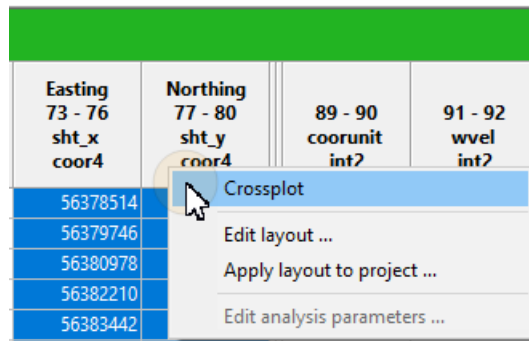 Easting Northing
73 - 76 77 - 80 89 - 90 91 - 92
sht_x sht_y coorunit wvel
coor4 coor4 int2 int2
56378514 Crossplot
56379746 Edit layout ...
56380978 Apply layout to project ...
56382210
56383442 Edit analysis parameters ...